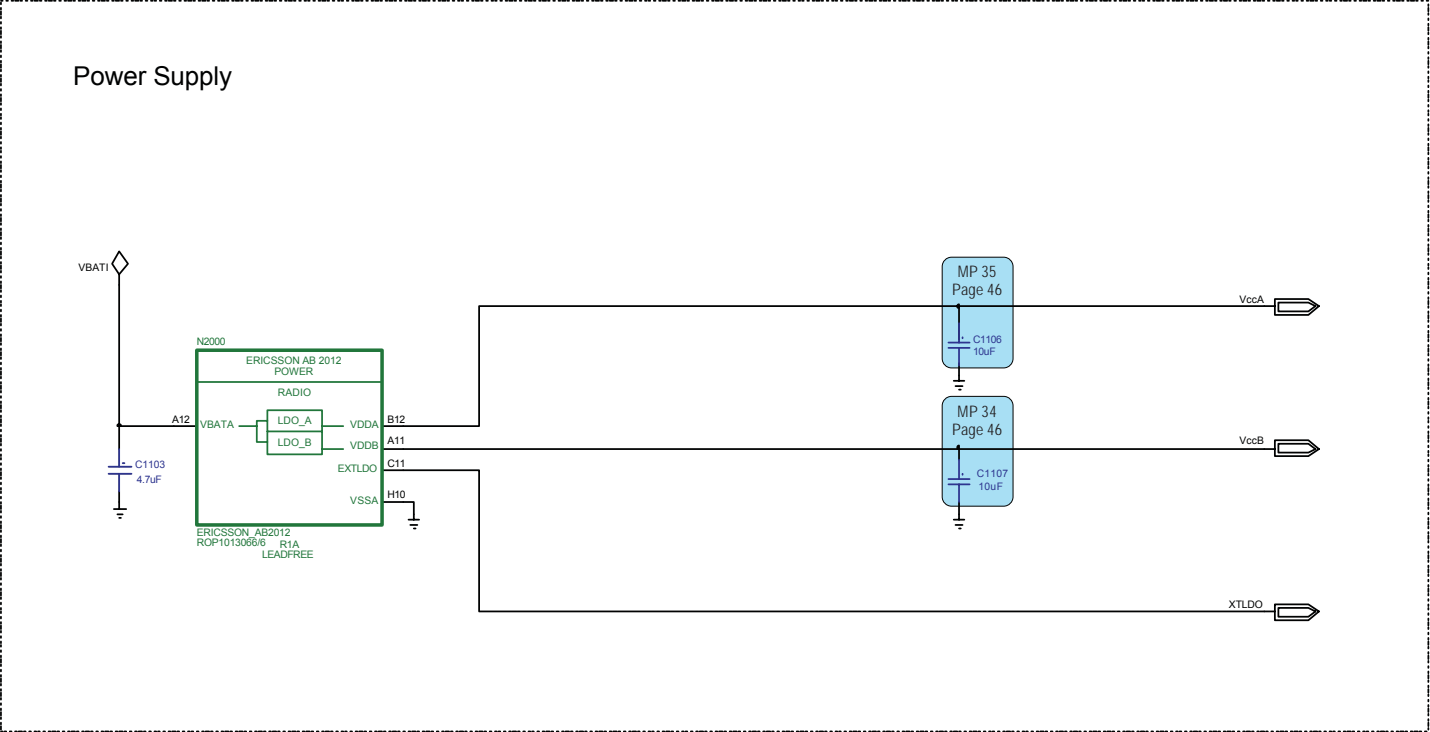 Power Supply
VBATI
MP 35
Page 46
VccA
C1106
10uF
N2000
ERICSSON AB 2012
POWER
RADIO
A12
VBATA
LDO_A
LDO_B
VDDA
B12
VDDB
A11
EXTLDO
C11
VSSA
H10
MP 34
Page 46
VccB
C1107
10uF
C1103
4.7uF
ERICSSON_AB2012
ROP1013066/6 R1A
LEADFREE
XTLDO